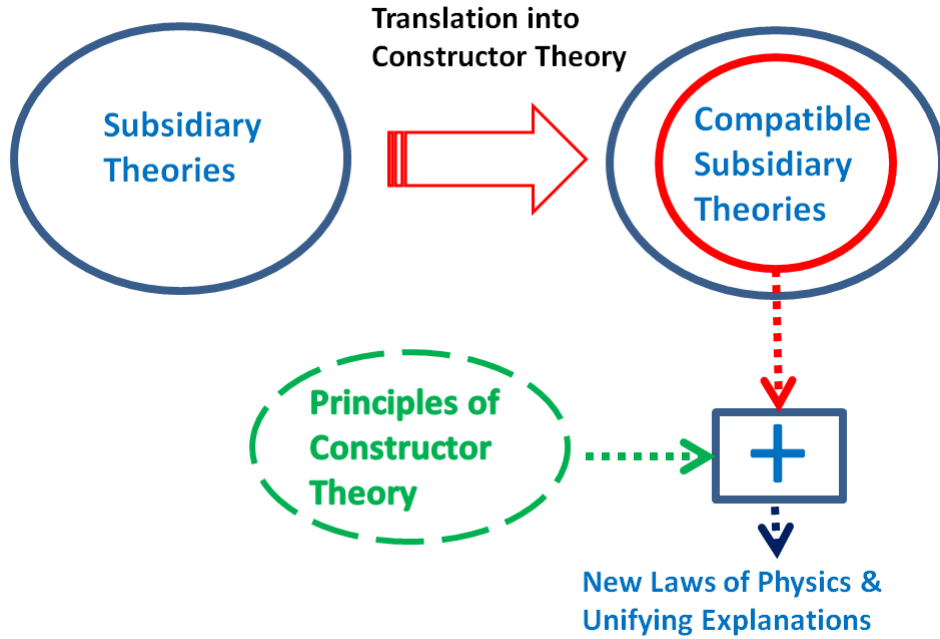 Translation into
Constructor Theory
Subsidiary
Theories
Compatible
Subsidiary
Theories
Principles of
Constructor
Theory
+
New Laws of Physics &
Unifying Explanations